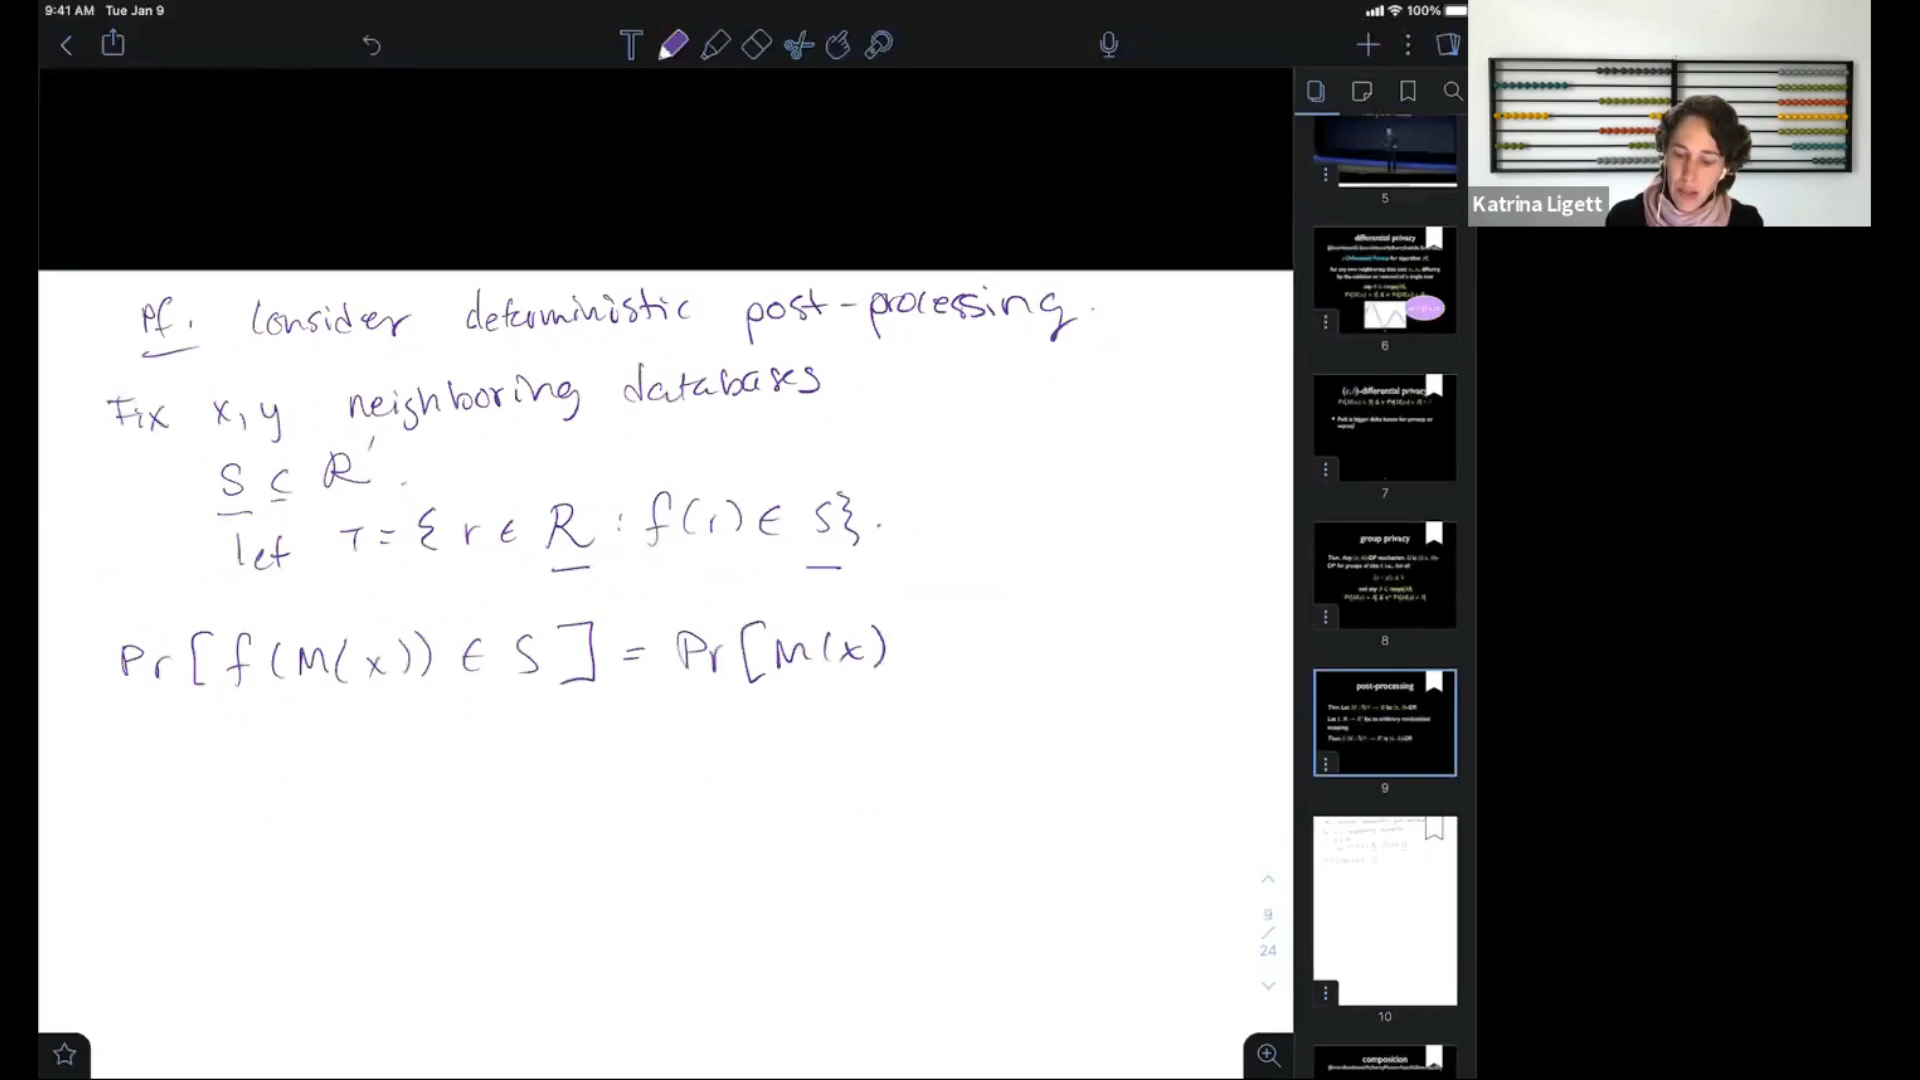 9:41 AM Tue Jan 9
100%
Katrina Ligett
Pf. Consider deterministic post-processing.
Fix x, y neighboring databases
S ⊆ R'.
let T = { r ∈ R : f(r) ∈ S}.
Pr[f(M(x)) ∈ S] = Pr[M(x)
5
differential privacy
6
(ε,δ)-differential privacy
7
group privacy
8
post-processing
9
10
composition
9
/
24